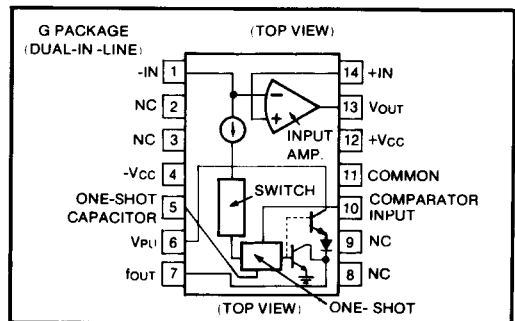 G PACKAGE
(DUAL-IN -LINE)
(TOP VIEW)
-IN 1
NC 2
NC 3
-VCC 4
ONE-SHOT
CAPACITOR 5
VPU 6
fOUT 7
14 +IN
13 VOUT
12 +VCC
11 COMMON
10 COMPARATOR
INPUT
9 NC
8 NC
−
+
INPUT
AMP.
SWITCH
(TOP VIEW)
ONE- SHOT